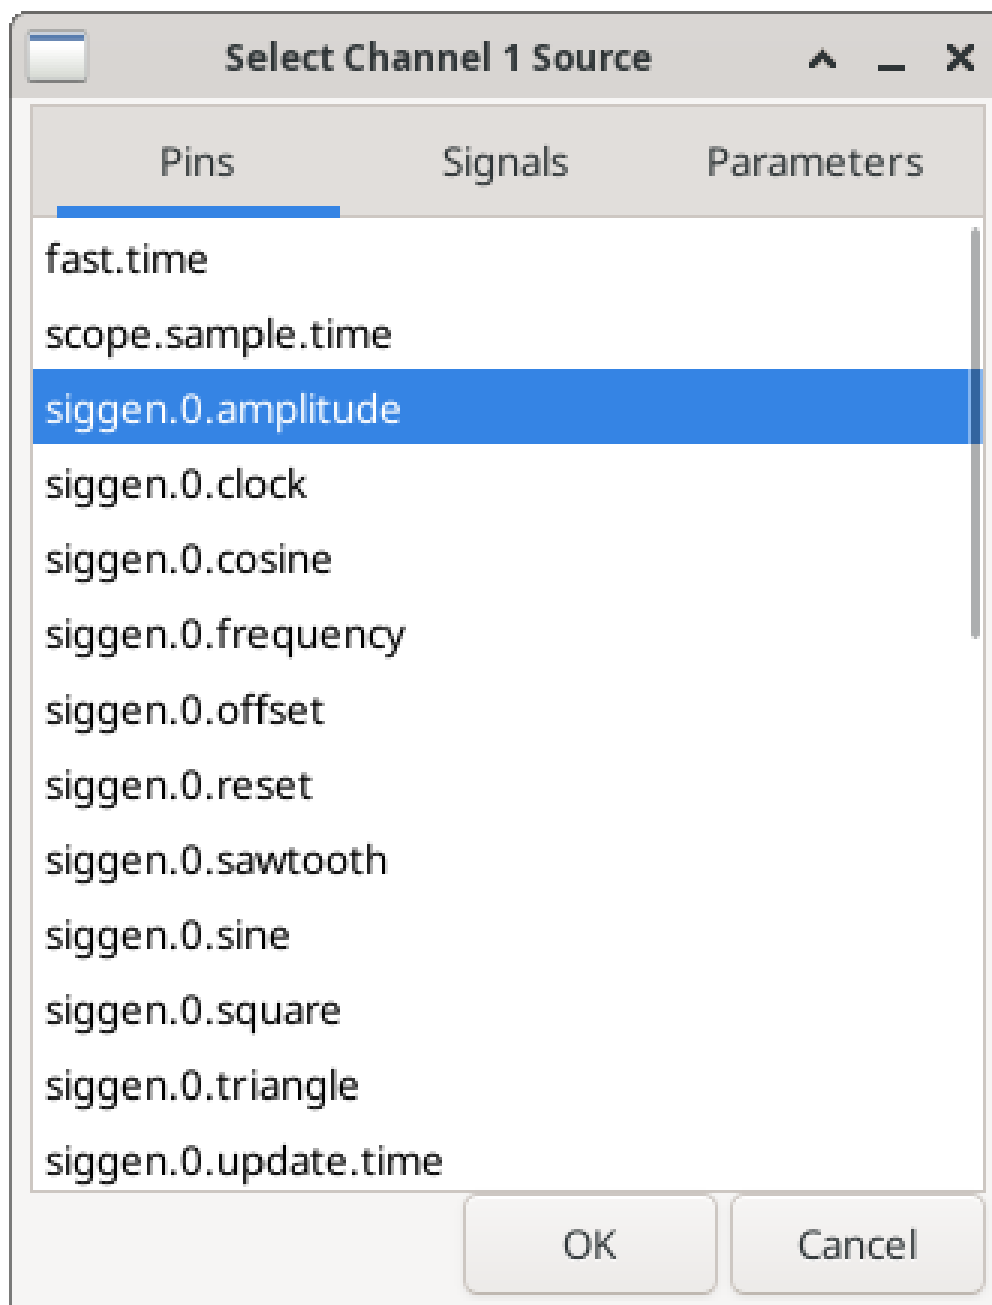 Select Channel 1 Source
Pins Signals Parameters
fast.time
scope.sample.time
siggen.0.amplitude
siggen.0.clock
siggen.0.cosine
siggen.0.frequency
siggen.0.offset
siggen.0.reset
siggen.0.sawtooth
siggen.0.sine
siggen.0.square
siggen.0.triangle
siggen.0.update.time
OK Cancel